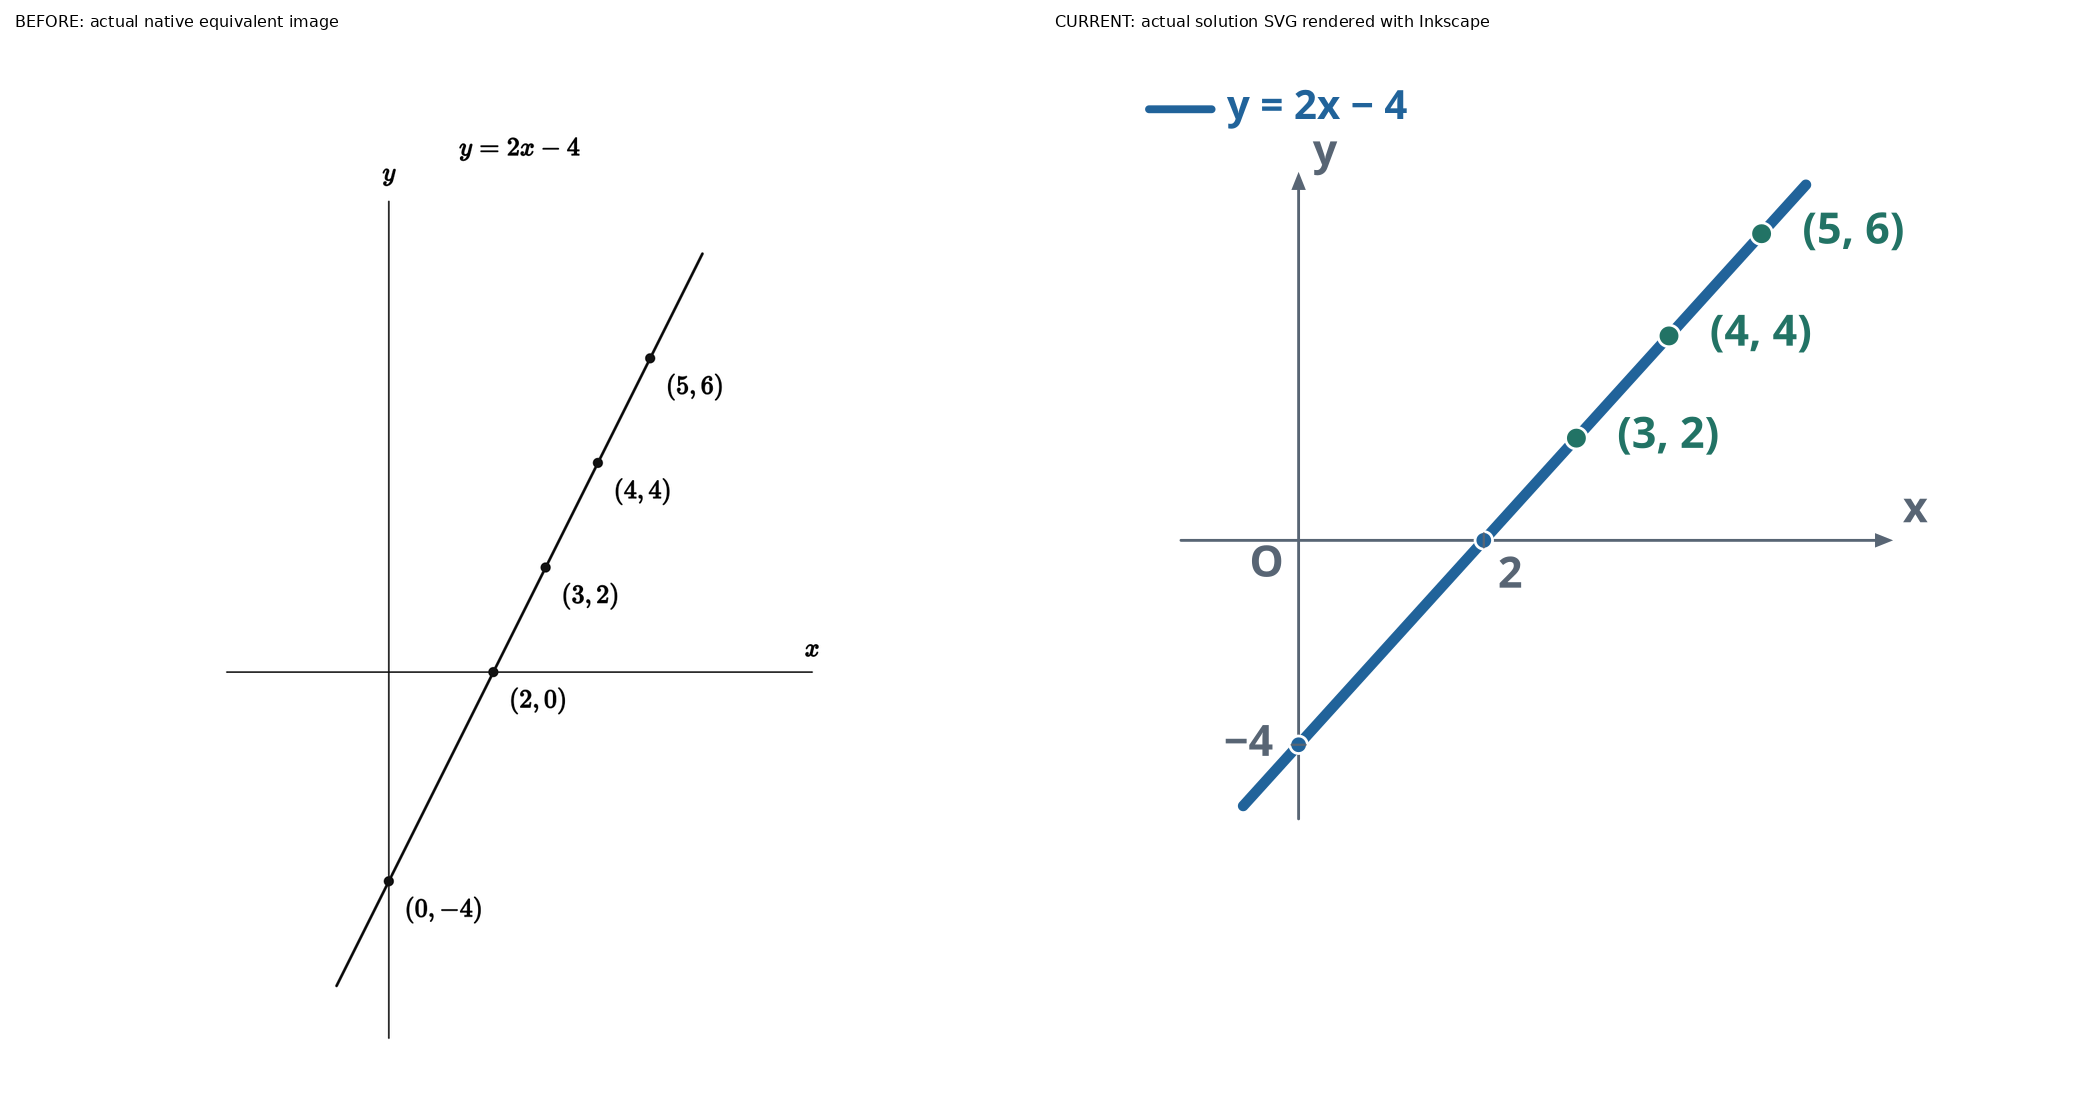 BEFORE: actual native equivalent image
y = 2x − 4
y
(5, 6)
(4, 4)
(3, 2)
x
(2, 0)
(0, −4)
CURRENT: actual solution SVG rendered with Inkscape
y = 2x − 4
y
(5, 6)
(4, 4)
(3, 2)
x
O
2
−4